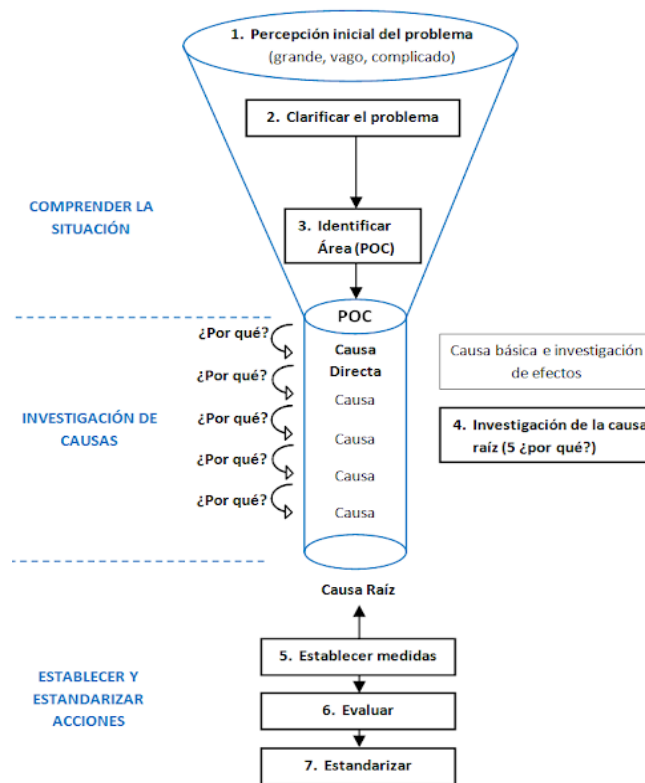 1. Percepción inicial del problema
(grande, vago, complicado)
2. Clarificar el problema
COMPRENDER LA
SITUACIÓN
3. Identificar
Área (POC)
POC
¿Por qué?
Causa
Directa
¿Por qué?
Causa
¿Por qué?
Causa
¿Por qué?
Causa
¿Por qué?
Causa
INVESTIGACIÓN DE
CAUSAS
Causa básica e investigación
de efectos
4. Investigación de la causa
raíz (5 ¿por qué?)
Causa Raíz
ESTABLECER Y
ESTANDARIZAR
ACCIONES
5. Establecer medidas
6. Evaluar
7. Estandarizar